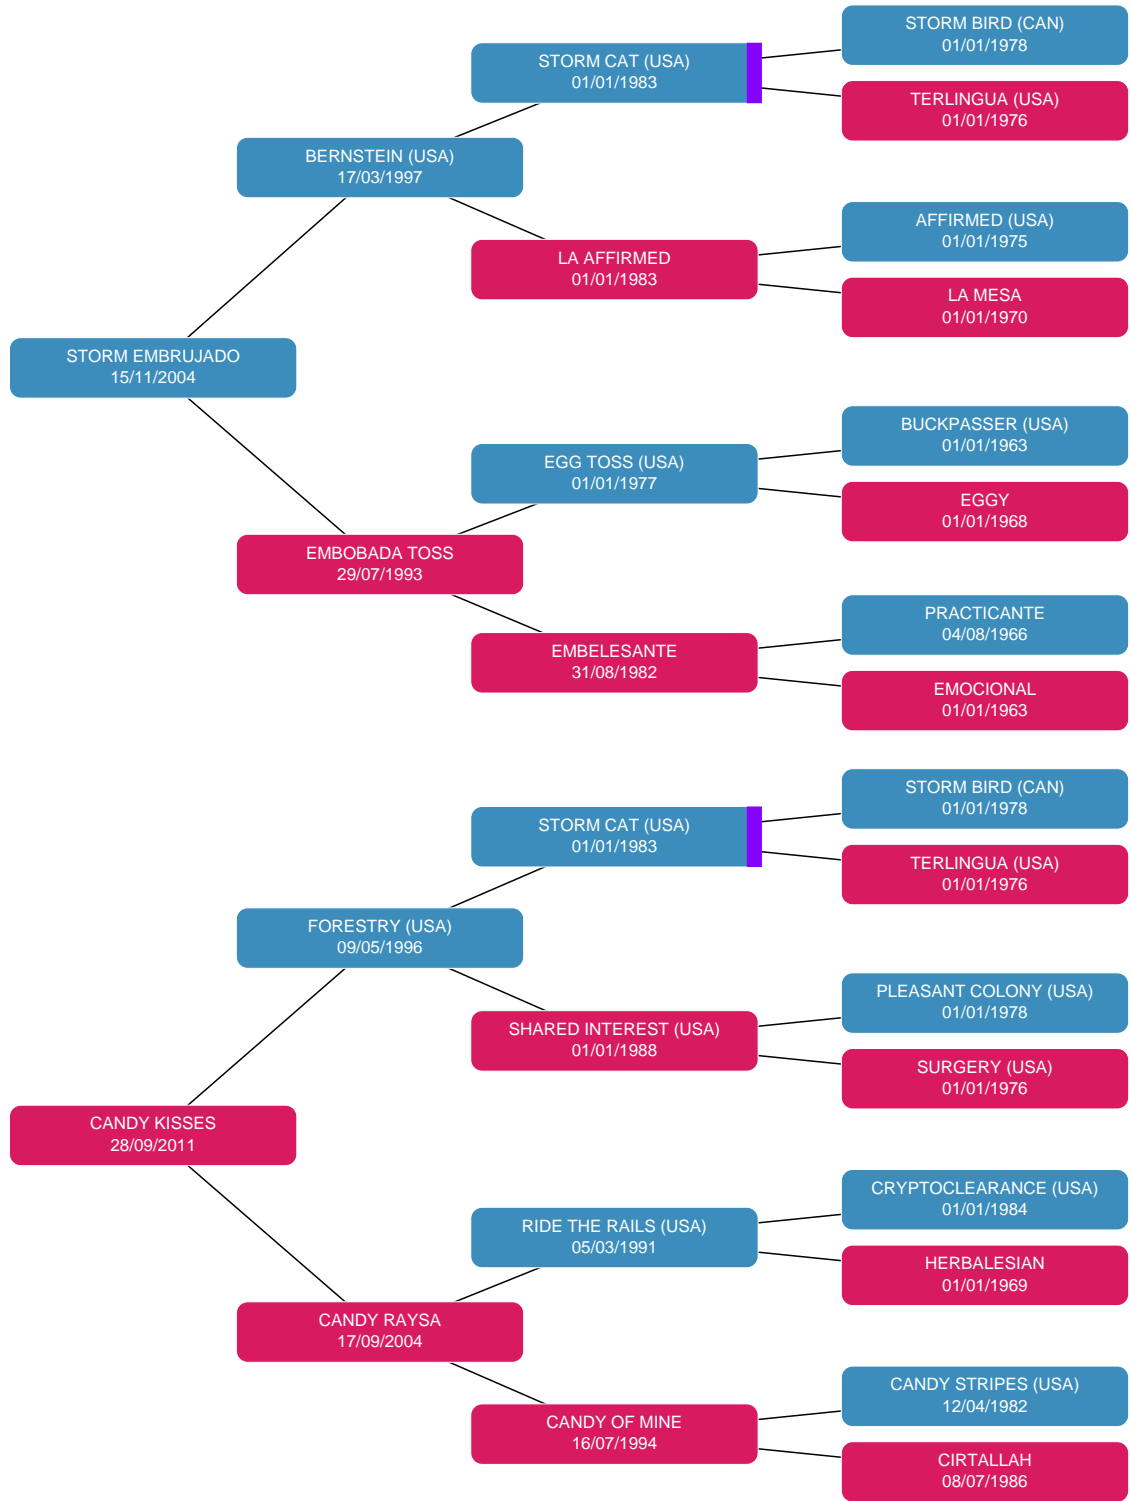 STORM BIRD (CAN)
01/01/1978
STORM CAT (USA)
01/01/1983
TERLINGUA (USA)
01/01/1976
BERNSTEIN (USA)
17/03/1997
AFFIRMED (USA)
01/01/1975
LA AFFIRMED
01/01/1983
LA MESA
01/01/1970
STORM EMBRUJADO
15/11/2004
BUCKPASSER (USA)
01/01/1963
EGG TOSS (USA)
01/01/1977
EGGY
01/01/1968
EMBOBADA TOSS
29/07/1993
PRACTICANTE
04/08/1966
EMBELESANTE
31/08/1982
EMOCIONAL
01/01/1963
STORM BIRD (CAN)
01/01/1978
STORM CAT (USA)
01/01/1983
TERLINGUA (USA)
01/01/1976
FORESTRY (USA)
09/05/1996
PLEASANT COLONY (USA)
01/01/1978
SHARED INTEREST (USA)
01/01/1988
SURGERY (USA)
01/01/1976
CANDY KISSES
28/09/2011
CRYPTOCLEARANCE (USA)
01/01/1984
RIDE THE RAILS (USA)
05/03/1991
HERBALESIAN
01/01/1969
CANDY RAYSA
17/09/2004
CANDY STRIPES (USA)
12/04/1982
CANDY OF MINE
16/07/1994
CIRTALLAH
08/07/1986